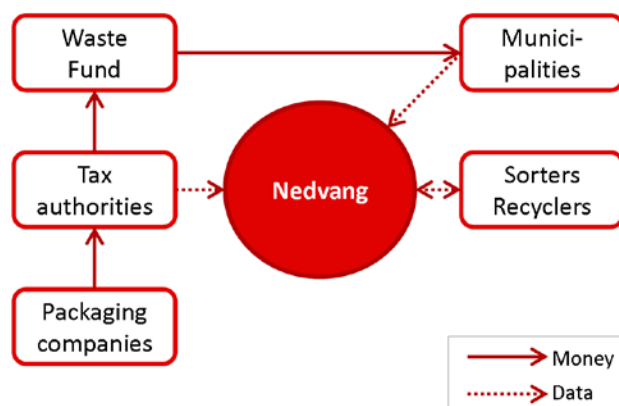 Waste
Fund
Munici-
palities
Tax
authorities
Nedvang
Sorters
Recyclers
Packaging
companies
Money
Data